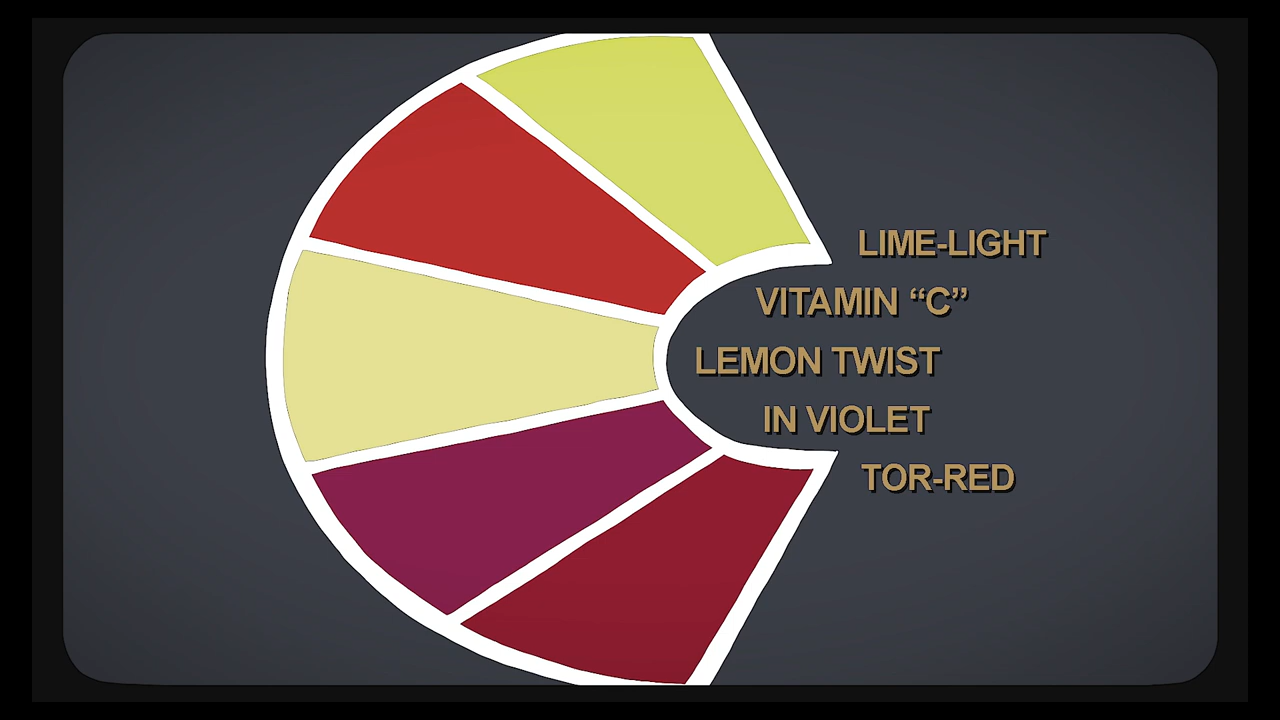 LIME-LIGHT
VITAMIN “C”
LEMON TWIST
IN VIOLET
TOR-RED